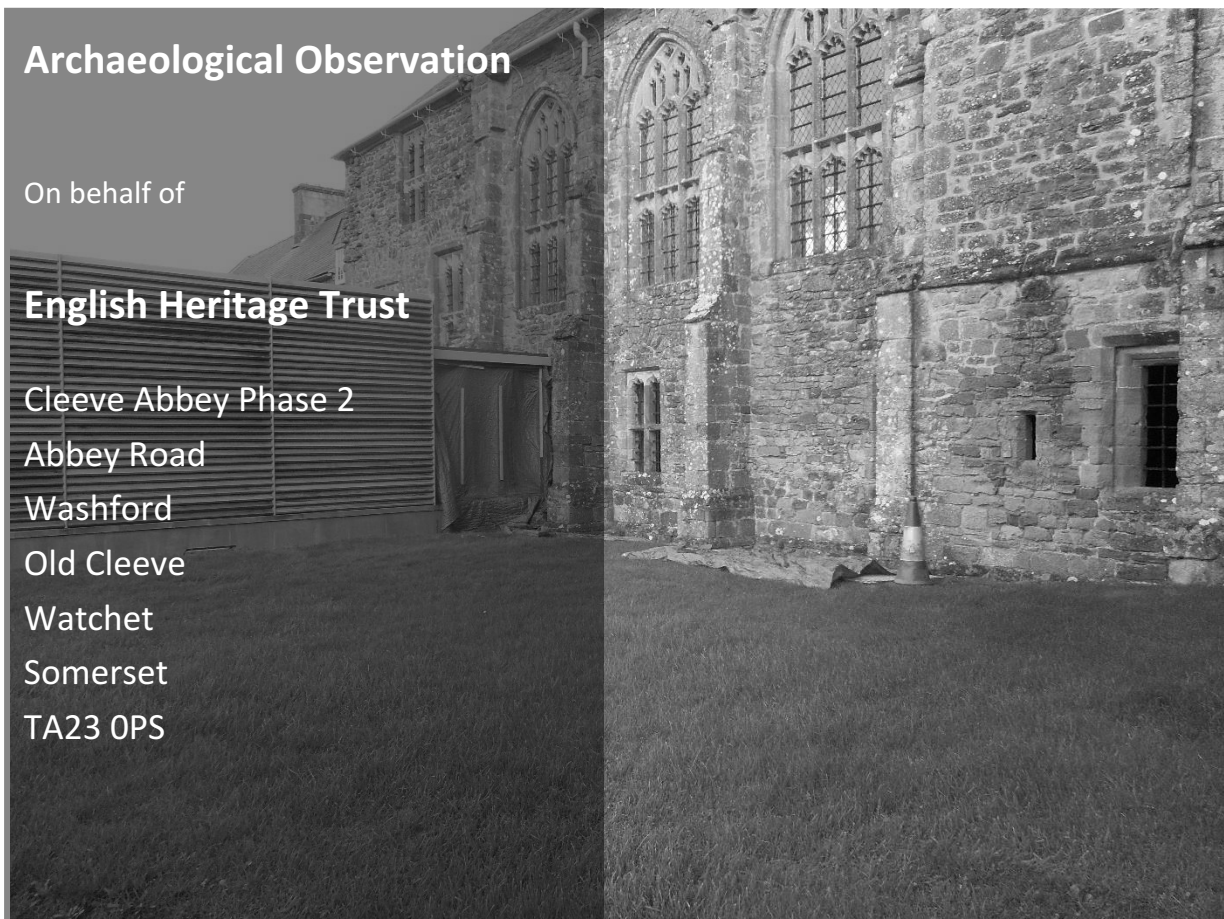 Archaeological Observation
On behalf of
English Heritage Trust
Cleeve Abbey Phase 2
Abbey Road
Washford
Old Cleeve
Watchet
Somerset
TA23 0PS